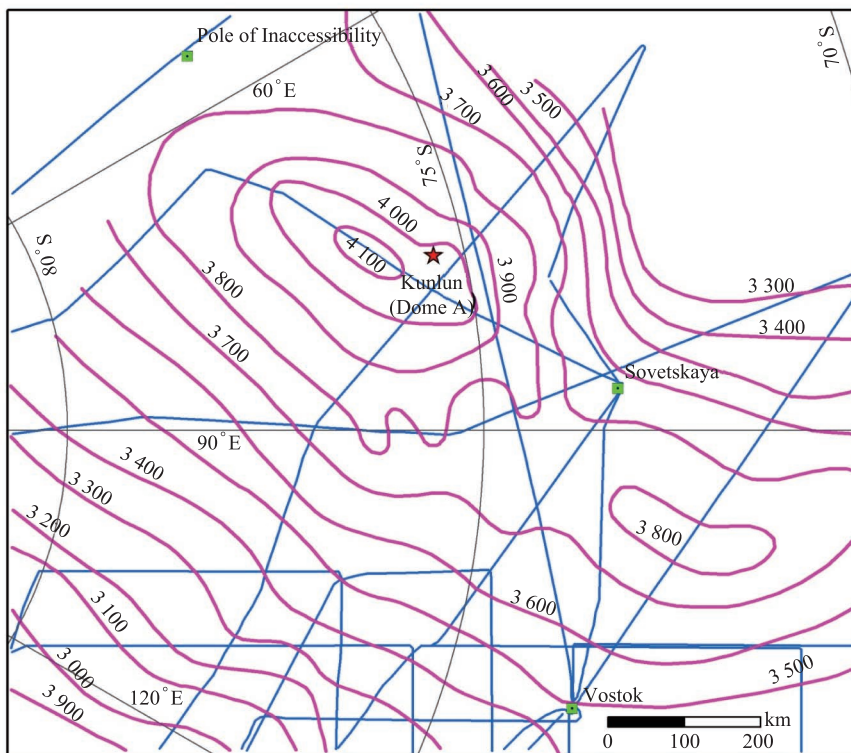 Pole of Inaccessibility
70°S
60°E
3 600
3 500
3 700
75°S
4 000
80°S
4 100
Kunlun
(Dome A)
3 900
3 800
3 300
3 400
3 700
Sovetskaya
90°E
3 400
3 300
3 800
3 200
3 600
3 100
3 000
3 500
120°E
3 900
Vostok
km
0 100 200